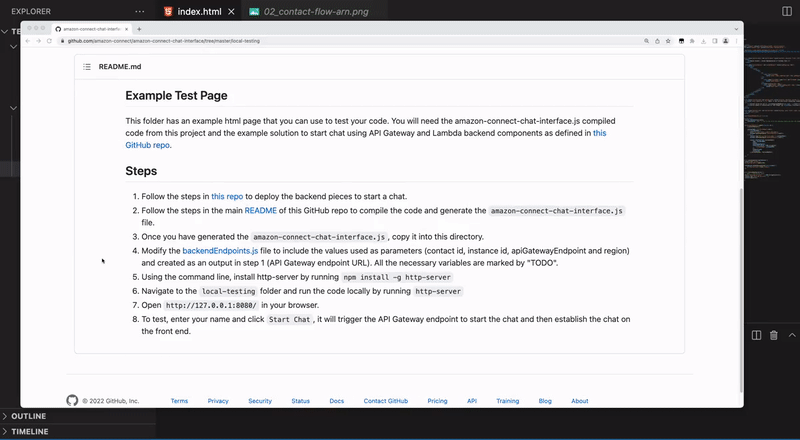 EXPLORER
index.html
02_contact-flow-arn.png
amazon-connect-chat-interfac
github.com/amazon-connect/amazon-connect-chat-interface/tree/master/local-testing
README.md
Example Test Page
This folder has an example html page that you can use to test your code. You will need the amazon-connect-chat-interface.js compiled
code from this project and the example solution to start chat using API Gateway and Lambda backend components as defined in this
GitHub repo.
Steps
1. Follow the steps in this repo to deploy the backend pieces to start a chat.
2. Follow the steps in the main README of this GitHub repo to compile the code and generate the amazon-connect-chat-interface.js
file.
3. Once you have generated the amazon-connect-chat-interface.js, copy it into this directory.
4. Modify the backendEndpoints.js file to include the values used as parameters (contact id, instance id, apiGatewayEndpoint and region)
and created as an output in step 1 (API Gateway endpoint URL). All the necessary variables are marked by "TODO".
5. Using the command line, install http-server by running npm install -g http-server
6. Navigate to the local-testing folder and run the code locally by running http-server
7. Open http://127.0.0.1:8080/ in your browser.
8. To test, enter your name and click Start Chat, it will trigger the API Gateway endpoint to start the chat and then establish the chat on
the front end.
© 2022 GitHub, Inc.
Terms
Privacy
Security
Status
Docs
Contact GitHub
Pricing
API
Training
Blog
About
OUTLINE
TIMELINE